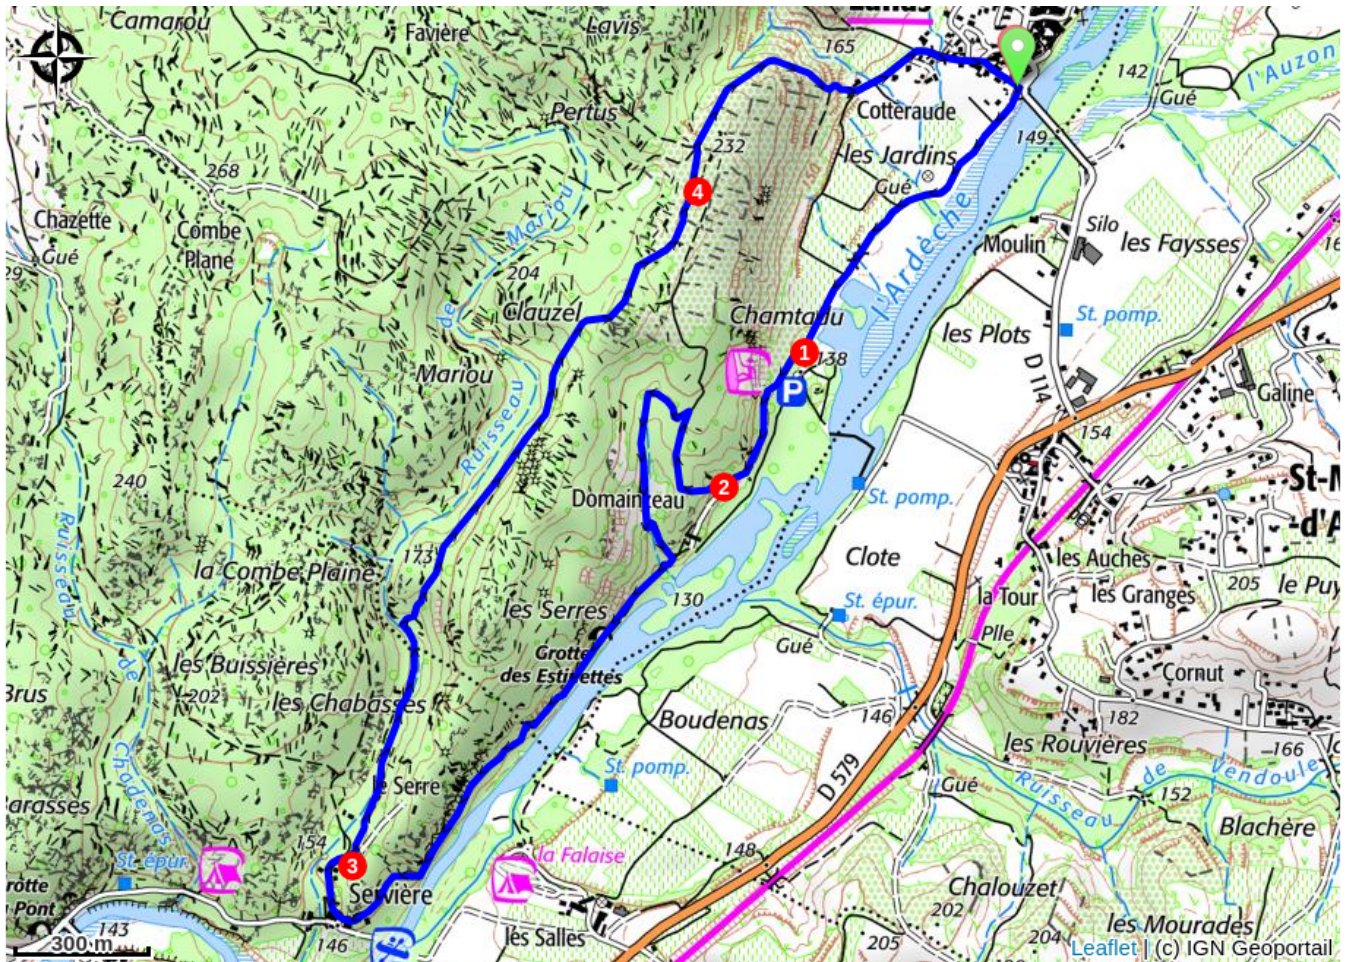 Camarou
Favière
Lavis
165
142
l'Auzon
Gué
Pertus
Cotteraude
149
232
les Jardins
268
4
Gué
Chazette
Combe
Plane
Mariou
l'Ardèche
Moulin
Silo
les Faysses
Gué
204
150
de
Clauzel
Chamtadu
les Plots
St. pomp.
1
138
Mariou
P
D 114
Galine
154
Ruisseau
240
2
Domaineau
St. pomp.
Ruisseau
173
Clote
les Auches
205
la Combe Plaine
les Serres
130
St. épur.
la Tour
les Granges
le Puy
Plle
Gué
de
les Buissières
Grotte
des Estinettes
Cornut
Brus
202
les Chabasses
Boudenas
146
182
les Rouvières
166
Chadenas
St. pomp.
D 579
le Serre
Gué
Ruisseau
de
Vendoule
152
arasses
154
3
St. épur.
la Falaise
148
Blachère
Servière
Chalouzet
202
rotte
Pont
143
146
les Salles
205
204
les Mourades
300 m
Leaflet | (c) IGN Geoportail